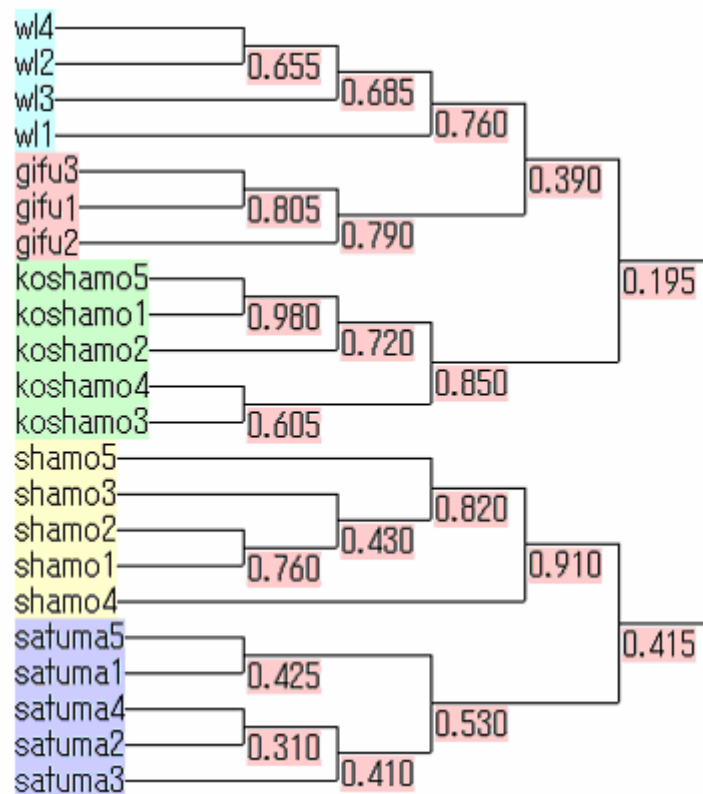 wl4
wl2
0.655
wl3
0.685
wl1
0.760
gifu3
0.390
gifu1
0.805
gifu2
0.790
koshamo5
0.195
koshamo1
0.980
koshamo2
0.720
koshamo4
0.850
koshamo3
0.605
shamo5
shamo3
0.820
shamo2
0.430
shamo1
0.760
0.910
shamo4
satuma5
0.415
satuma1
0.425
satuma4
0.530
satuma2
0.310
satuma3
0.410